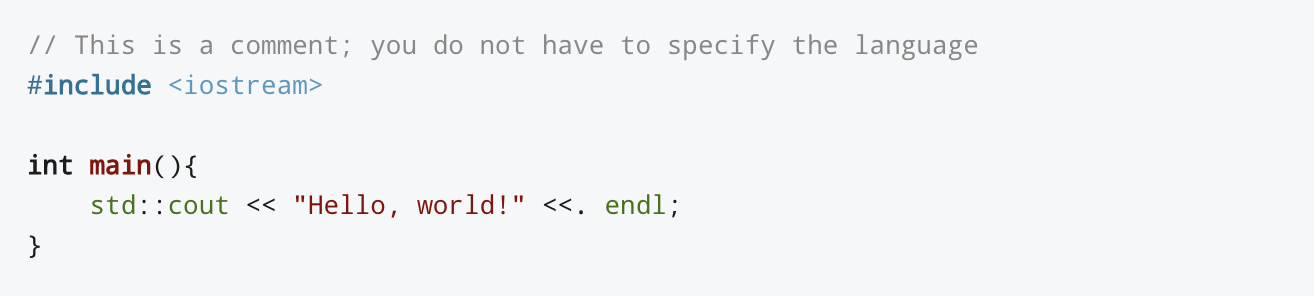 // This is a comment; you do not have to specify the language
#include <iostream>

int main(){
    std::cout << "Hello, world!" <<. endl;
}